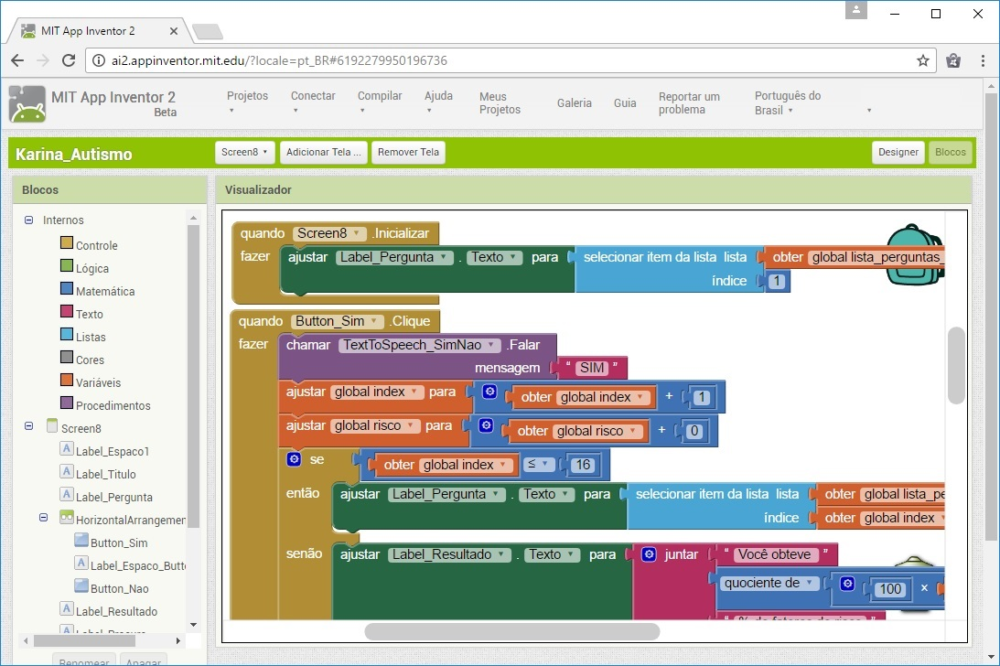 MIT App Inventor 2
ai2.appinventor.mit.edu/?locale=pt_BR#6192279950196736
MIT App Inventor 2
Beta
Projetos
Conectar
Compilar
Ajuda
Meus Projetos
Galeria
Guia
Reportar um problema
Português do Brasil
Karina_Autismo
Screen8
Adicionar Tela ...
Remover Tela
Designer
Blocos
Blocos
Visualizador
Internos
Controle
Lógica
Matemática
Texto
Listas
Cores
Variáveis
Procedimentos
Screen8
Label_Espaco1
Label_Titulo
Label_Pergunta
HorizontalArrangemen
Button_Sim
Label_Espaco_Butt
Button_Nao
Label_Resultado
Renomear Apagar
quando Screen8 .Inicializar
fazer ajustar Label_Pergunta . Texto para selecionar item da lista lista obter global lista_perguntas_
índice 1
quando Button_Sim .Clique
fazer chamar TextToSpeech_SimNao .Falar
mensagem " SIM "
ajustar global index para obter global index + 1
ajustar global risco para obter global risco + 0
se obter global index ≤ 16
então ajustar Label_Pergunta . Texto para selecionar item da lista lista obter global lista_pe
índice obter global index
senão ajustar Label_Resultado . Texto para juntar " Você obteve "
quociente de 100 ×